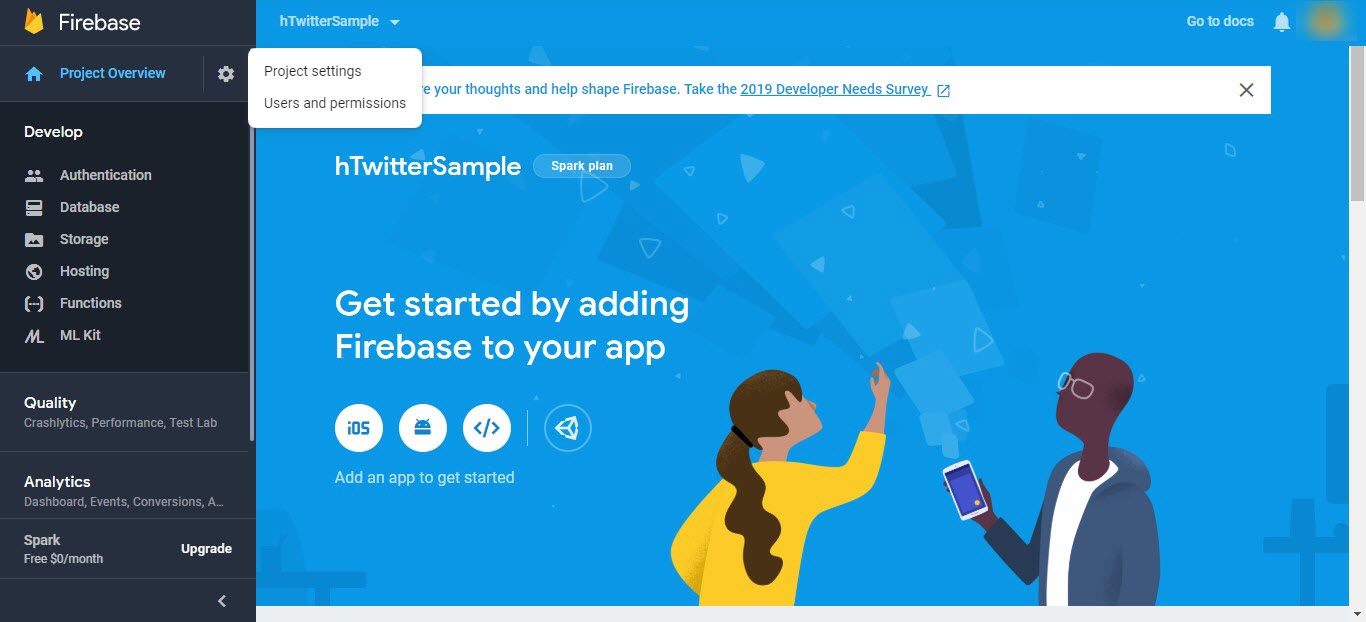 Firebase
hTwitterSample
Go to docs
Project Overview
Project settings
Users and permissions
e your thoughts and help shape Firebase. Take the 2019 Developer Needs Survey
Develop
Authentication
Database
Storage
Hosting
Functions
ML Kit
Quality
Crashlytics, Performance, Test Lab
Analytics
Dashboard, Events, Conversions, A...
Spark
Free $0/month
Upgrade
hTwitterSample
Spark plan
Get started by adding
Firebase to your app
iOS
</>
Add an app to get started